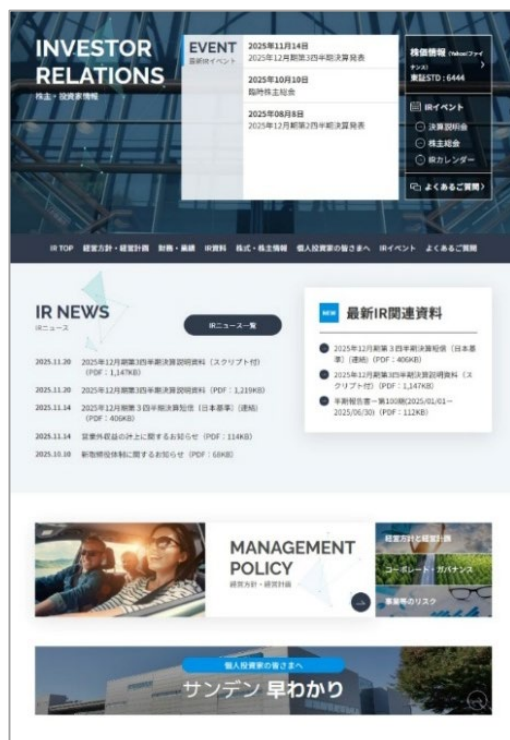 INVESTOR
RELATIONS
株主・投資家情報
EVENT
最新IRイベント
2025年11月14日
2025年12月期第3四半期決算発表
2025年10月10日
臨時株主総会
2025年08月8日
2025年12月期第2四半期決算発表
株価情報 (Yahoo!ファイ
ナンス)
東証STD : 6444
IRイベント
決算説明会
株主総会
IRカレンダー
よくあるご質問
IR TOP 経営方針・経営計画 財務・業績 IR資料 株式・株主情報 個人投資家の皆さまへ IRイベント よくあるご質問
IR NEWS
IRニュース
IRニュース一覧
2025.11.20 2025年12月期第3四半期決算説明資料（スクリプト付）
（PDF：1,147KB）
2025.11.20 2025年12月期第3四半期決算説明資料（PDF：1,219KB）
2025.11.14 2025年12月期第３四半期決算短信〔日本基準〕(連結)
（PDF：406KB）
2025.11.14 営業外収益の計上に関するお知らせ（PDF：114KB）
2025.10.10 新取締役体制に関するお知らせ（PDF：68KB）
NEW 最新IR関連資料
2025年12月期第３四半期決算短信〔日本基
準〕(連結)（PDF：406KB）
2025年12月期第3四半期決算説明資料（ス
クリプト付）（PDF：1,147KB）
半期報告書－第100期(2025/01/01－
2025/06/30)（PDF：112KB）
MANAGEMENT
POLICY
経営方針・経営計画
経営方針と経営計画
コーポレート・ガバナンス
事業等のリスク
個人投資家の皆さまへ
サンデン 早わかり